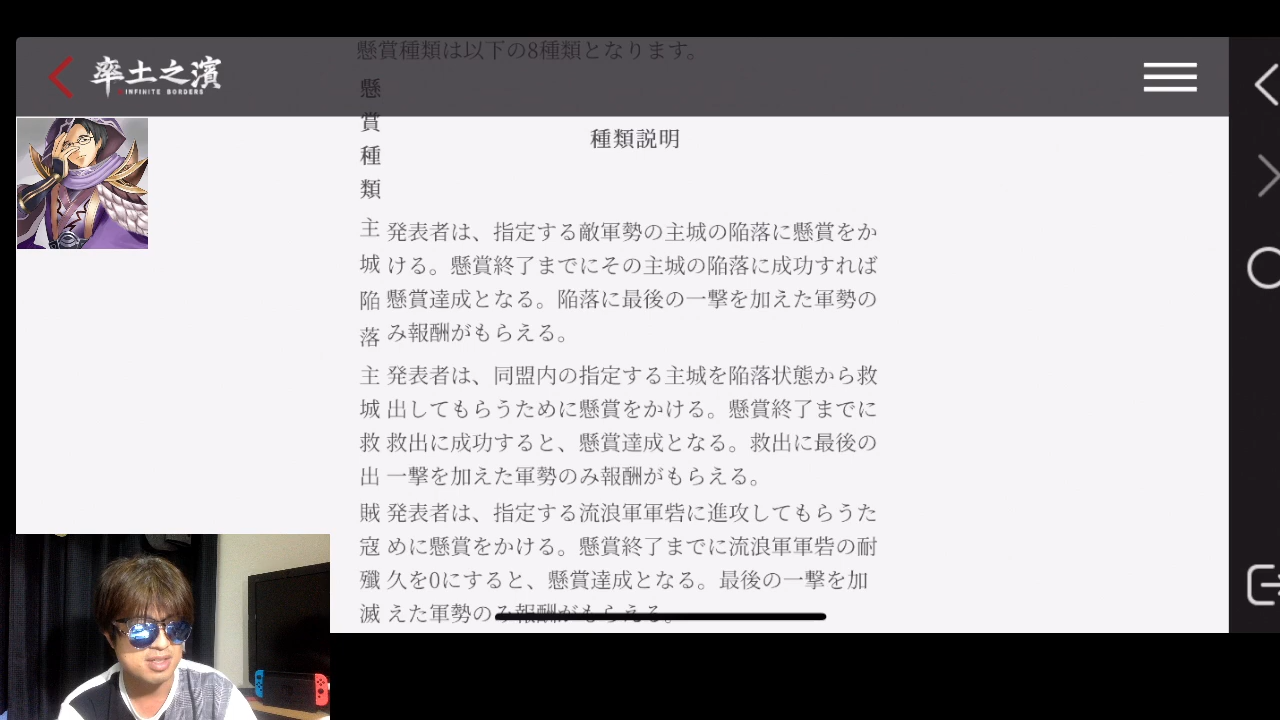 懸賞種類は以下の8種類となります。
率土之濱
INFINITE BORDERS
懸賞種類
種類説明
主城陥落
発表者は、指定する敵軍勢の主城の陥落に懸賞をか
ける。懸賞終了までにその主城の陥落に成功すれば
懸賞達成となる。陥落に最後の一撃を加えた軍勢の
み報酬がもらえる。
主城救出
発表者は、同盟内の指定する主城を陥落状態から救
出してもらうために懸賞をかける。懸賞終了までに
救出に成功すると、懸賞達成となる。救出に最後の
一撃を加えた軍勢のみ報酬がもらえる。
賊寇殲滅
発表者は、指定する流浪軍軍砦に進攻してもらうた
めに懸賞をかける。懸賞終了までに流浪軍軍砦の耐
久を0にすると、懸賞達成となる。最後の一撃を加
えた軍勢のみ報酬がもらえる。